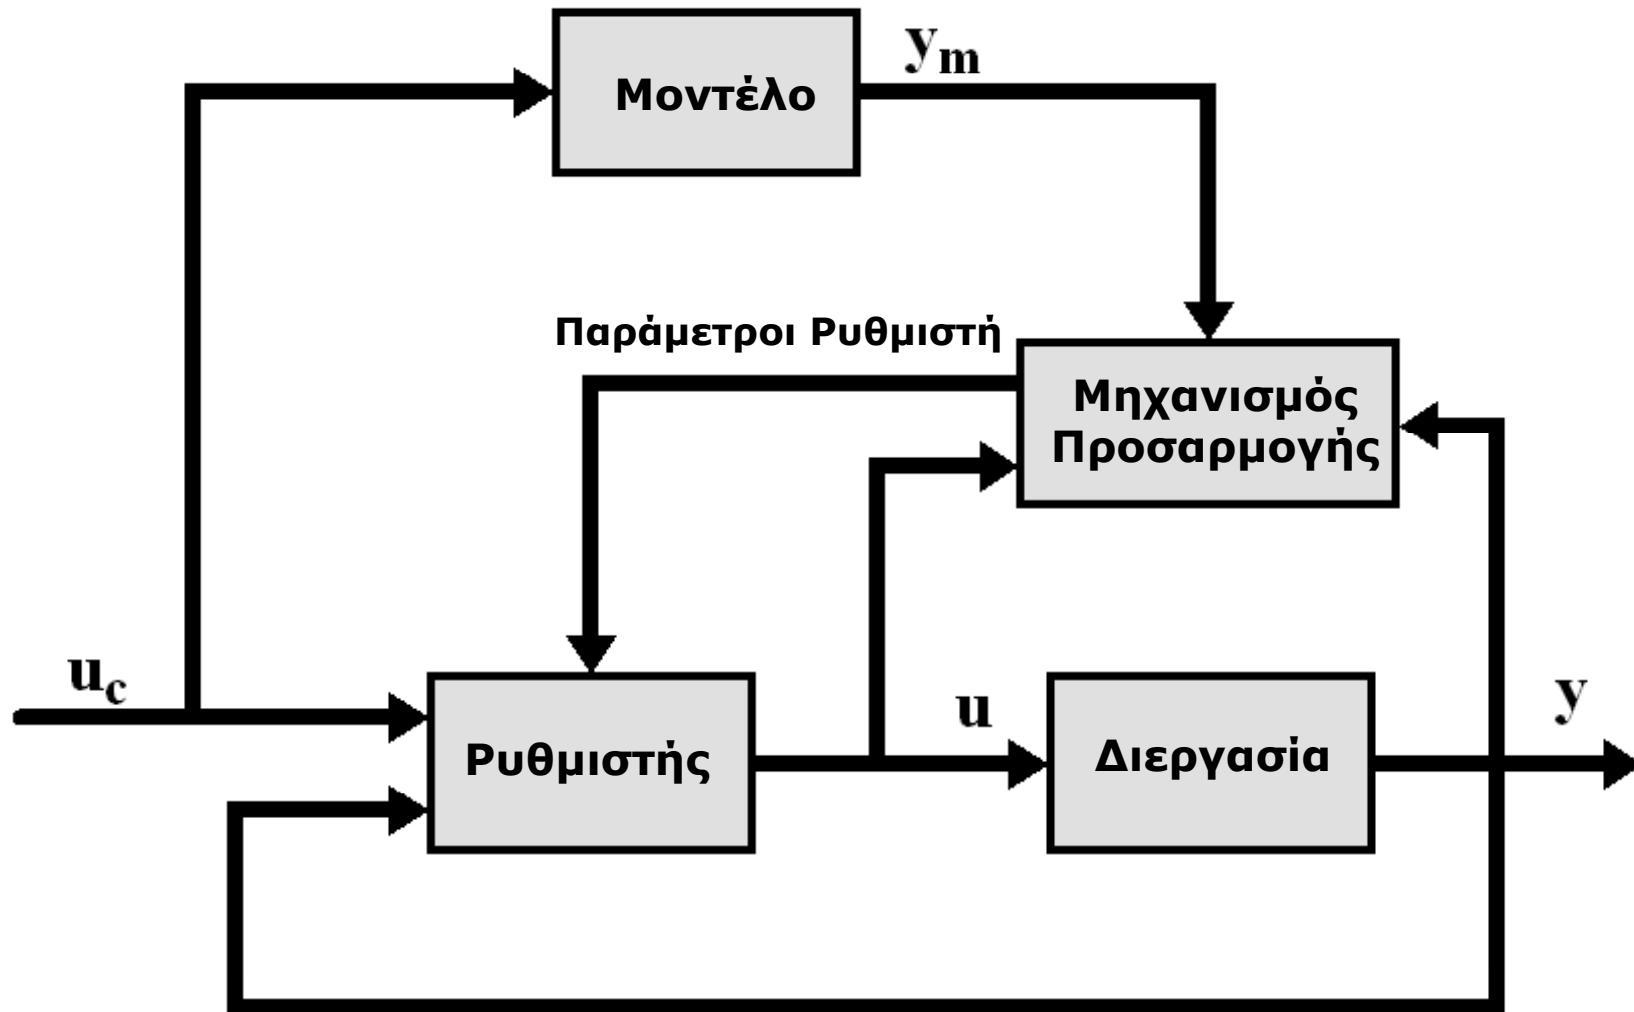 y_m
Μοντέλο
Παράμετροι Ρυθμιστή
Μηχανισμός
Προσαρμογής
u_c
u
y
Ρυθμιστής
Διεργασία